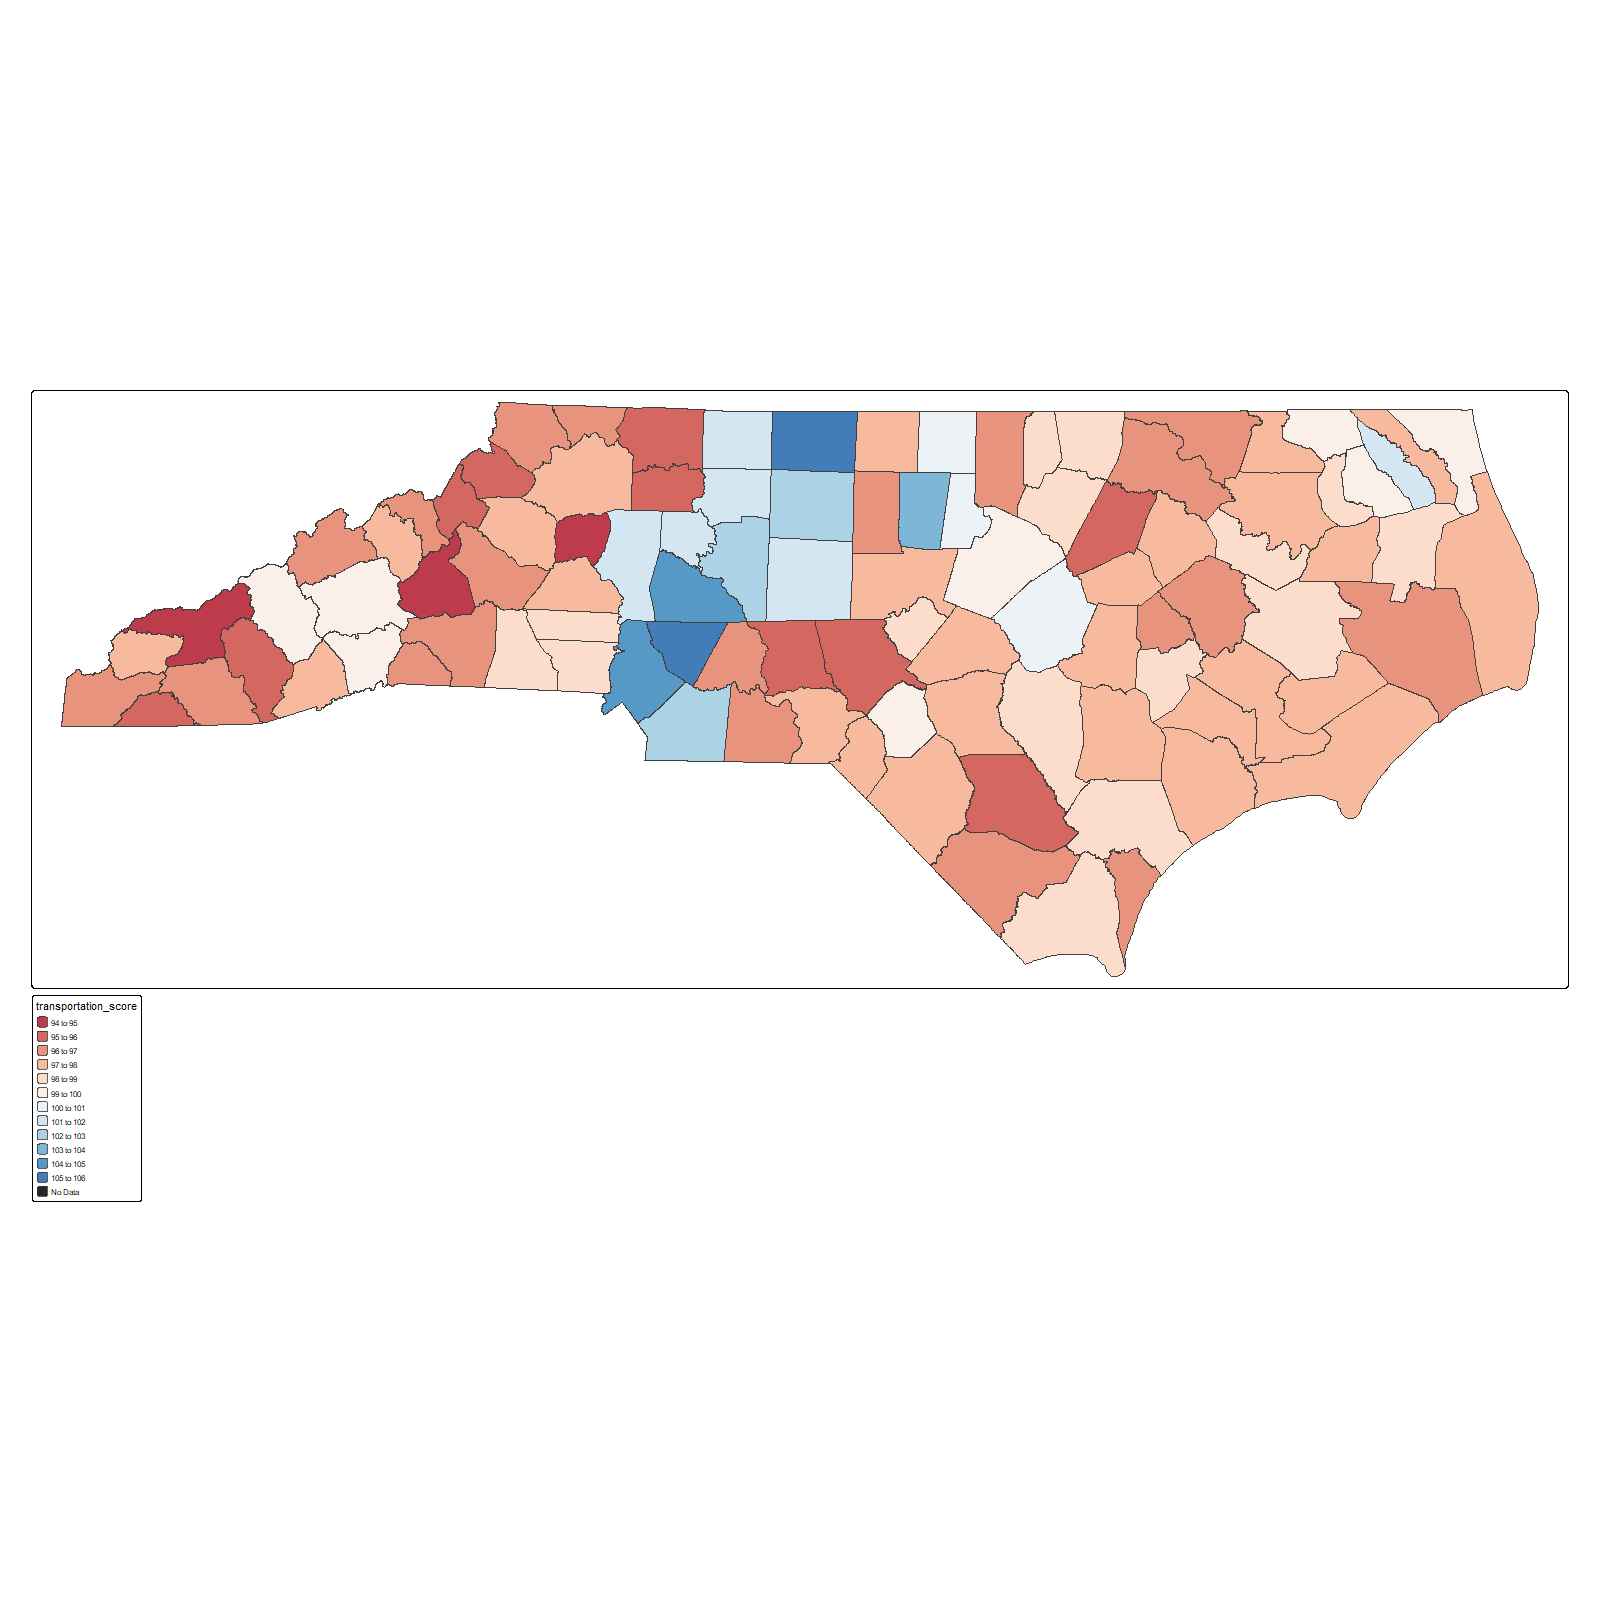 transportation_score
94 to 95
95 to 96
96 to 97
97 to 98
98 to 99
99 to 100
100 to 101
101 to 102
102 to 103
103 to 104
104 to 105
105 to 106
No Data